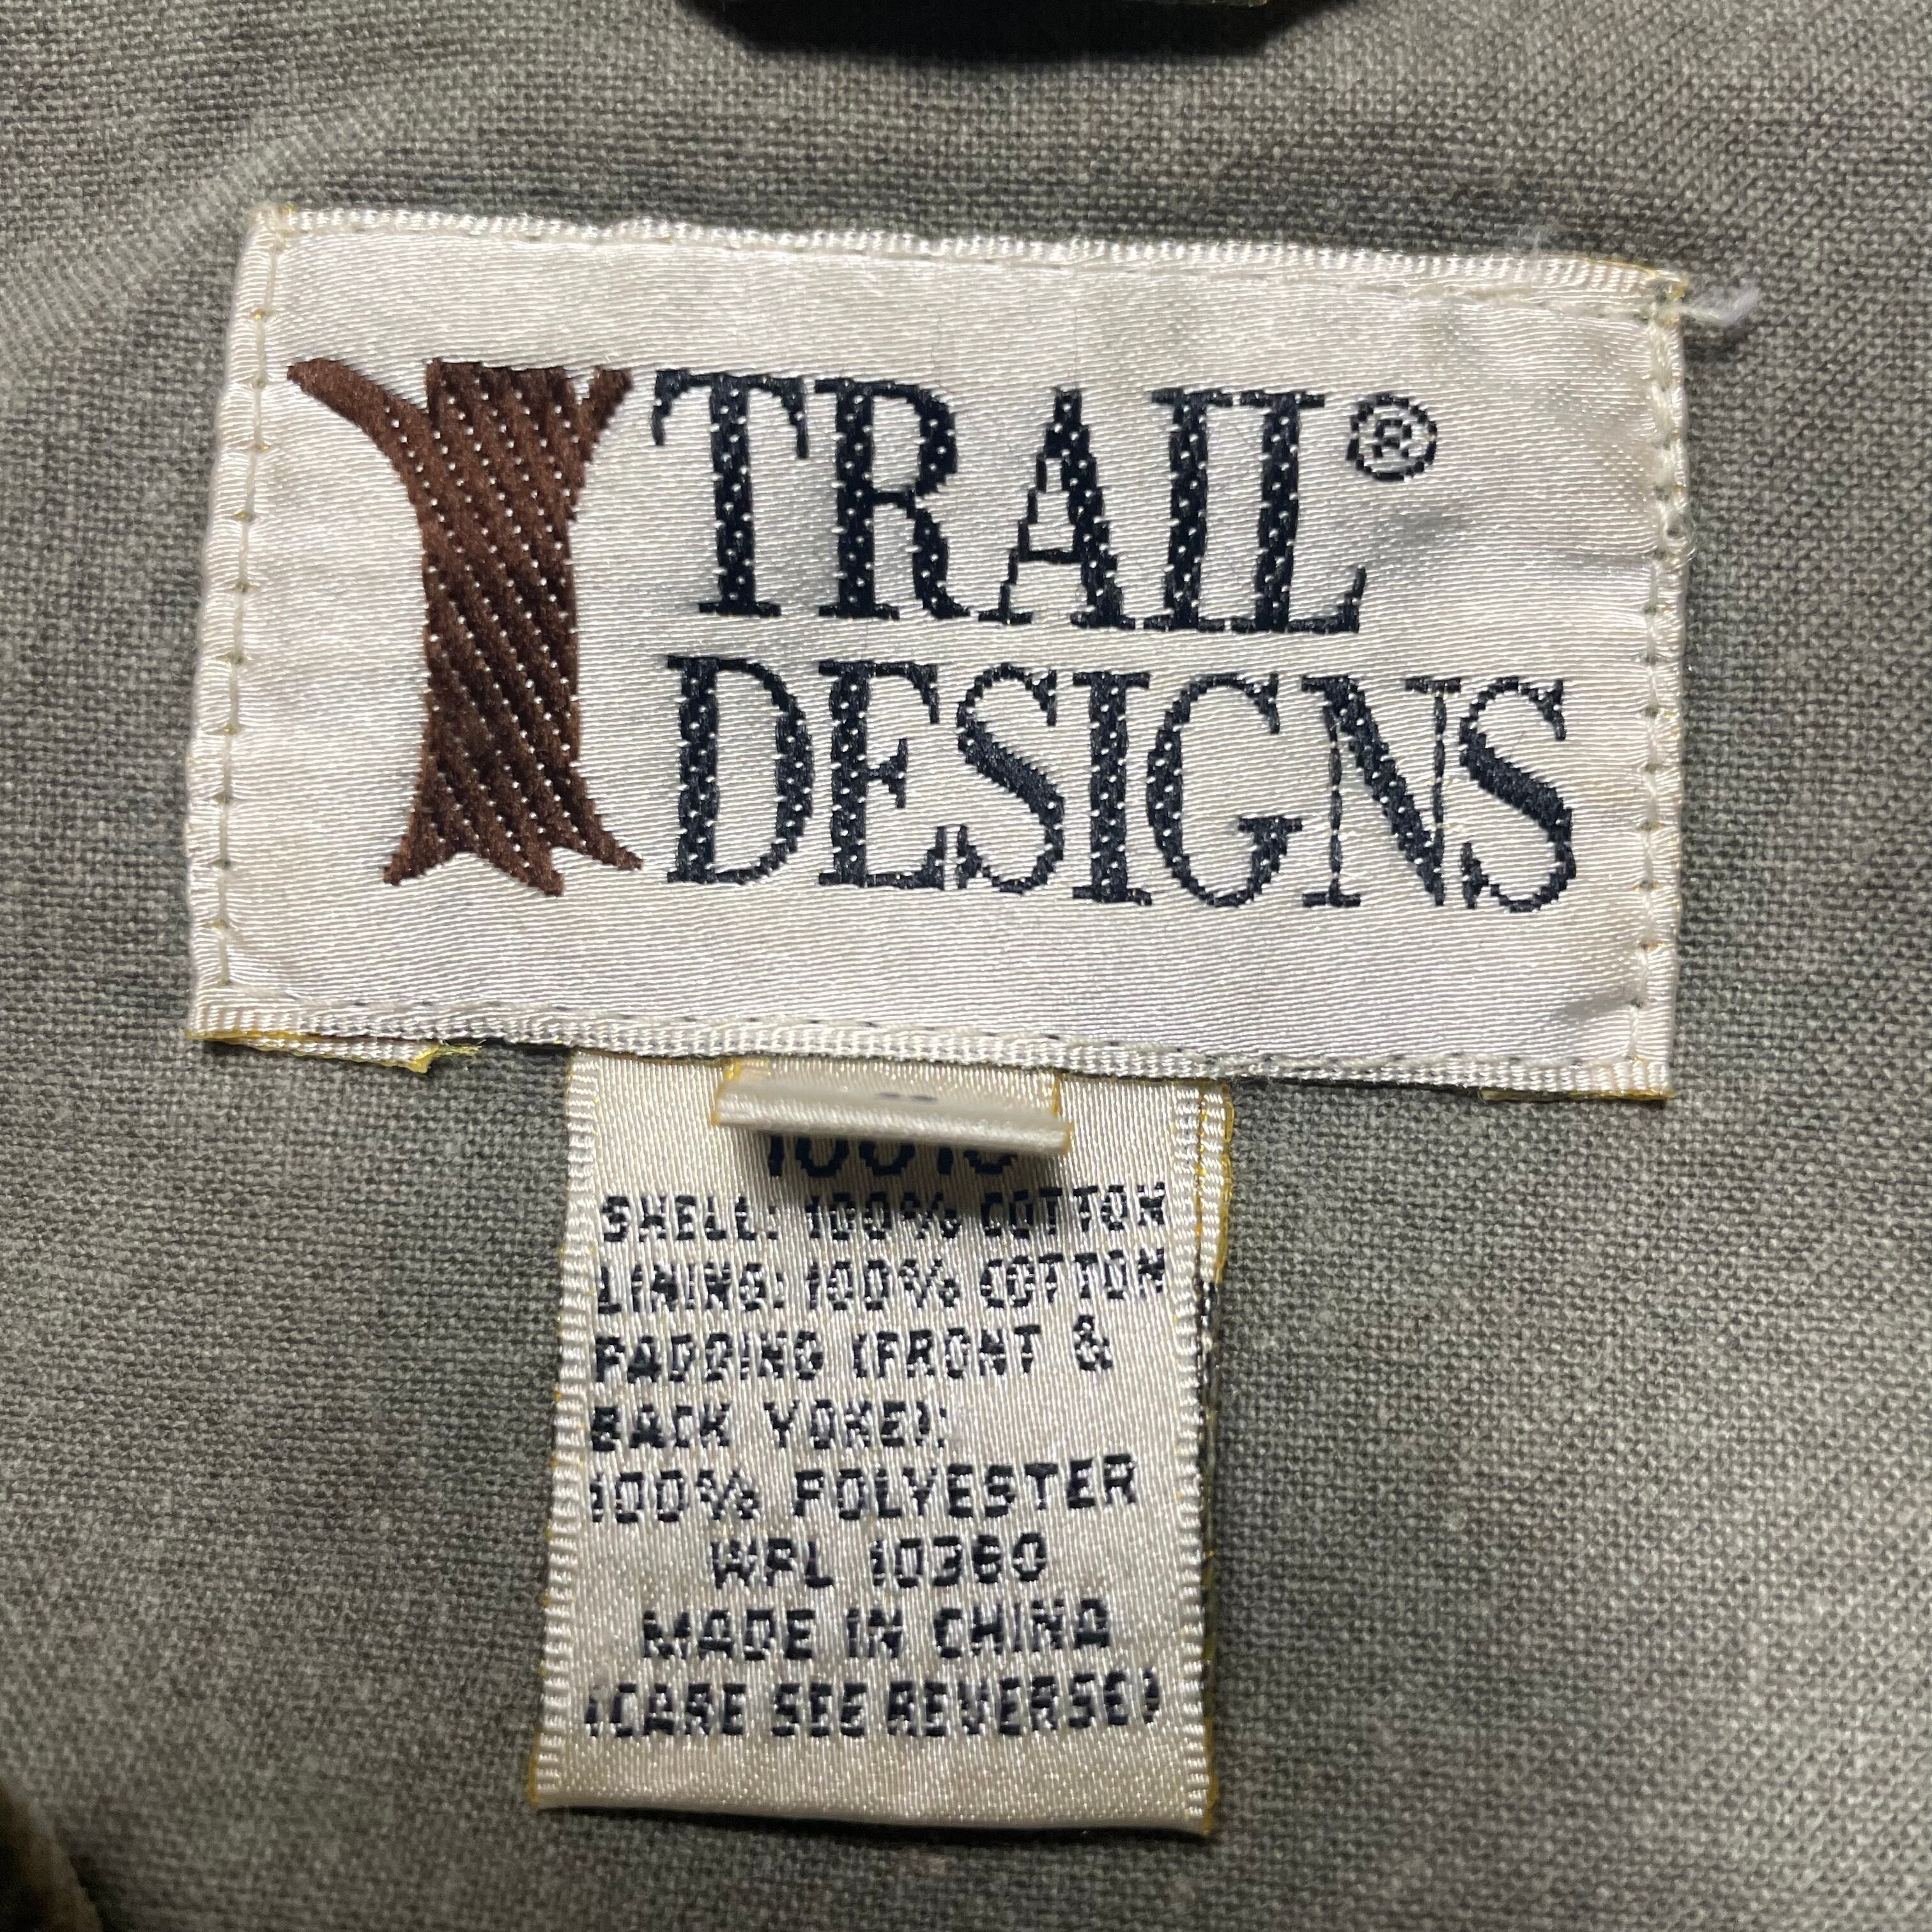 TRAIL®
DESIGNS
SHELL: 100% COTTON
LINING: 100% COTTON
PADDING (FRONT &
BACK YOKE):
100% POLYESTER
WPL 10360
MADE IN CHINA
(CARE SEE REVERSE)